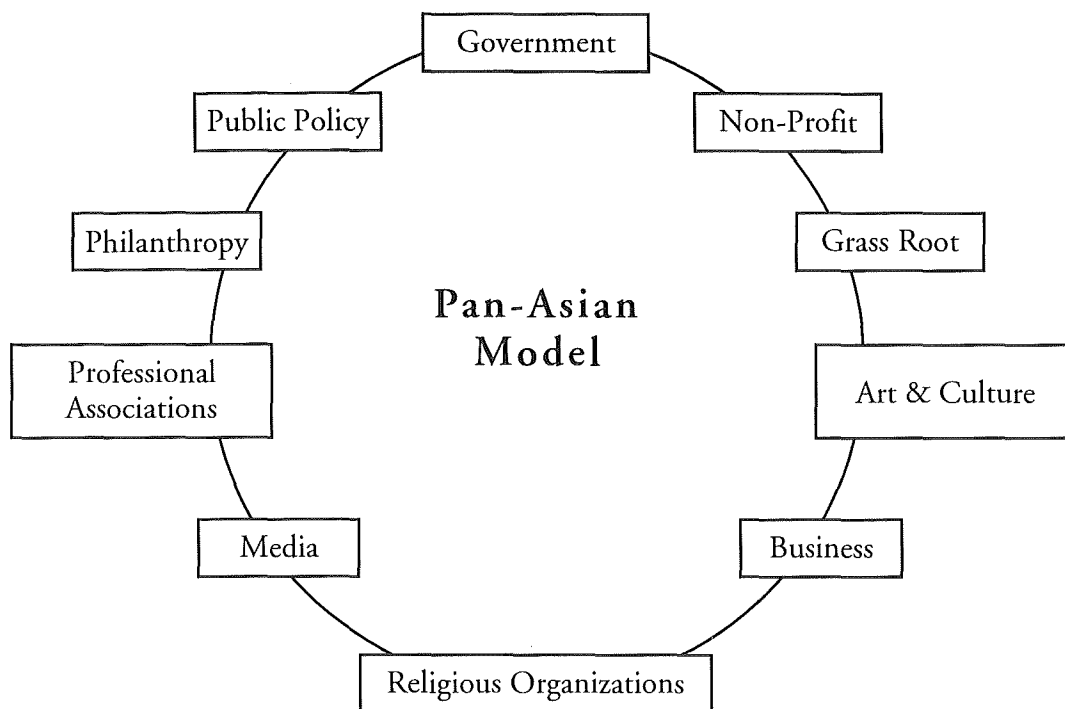 Government
Public Policy
Non-Profit
Philanthropy
Grass Root
Pan-Asian
Model
Professional
Associations
Art & Culture
Media
Business
Religious Organizations